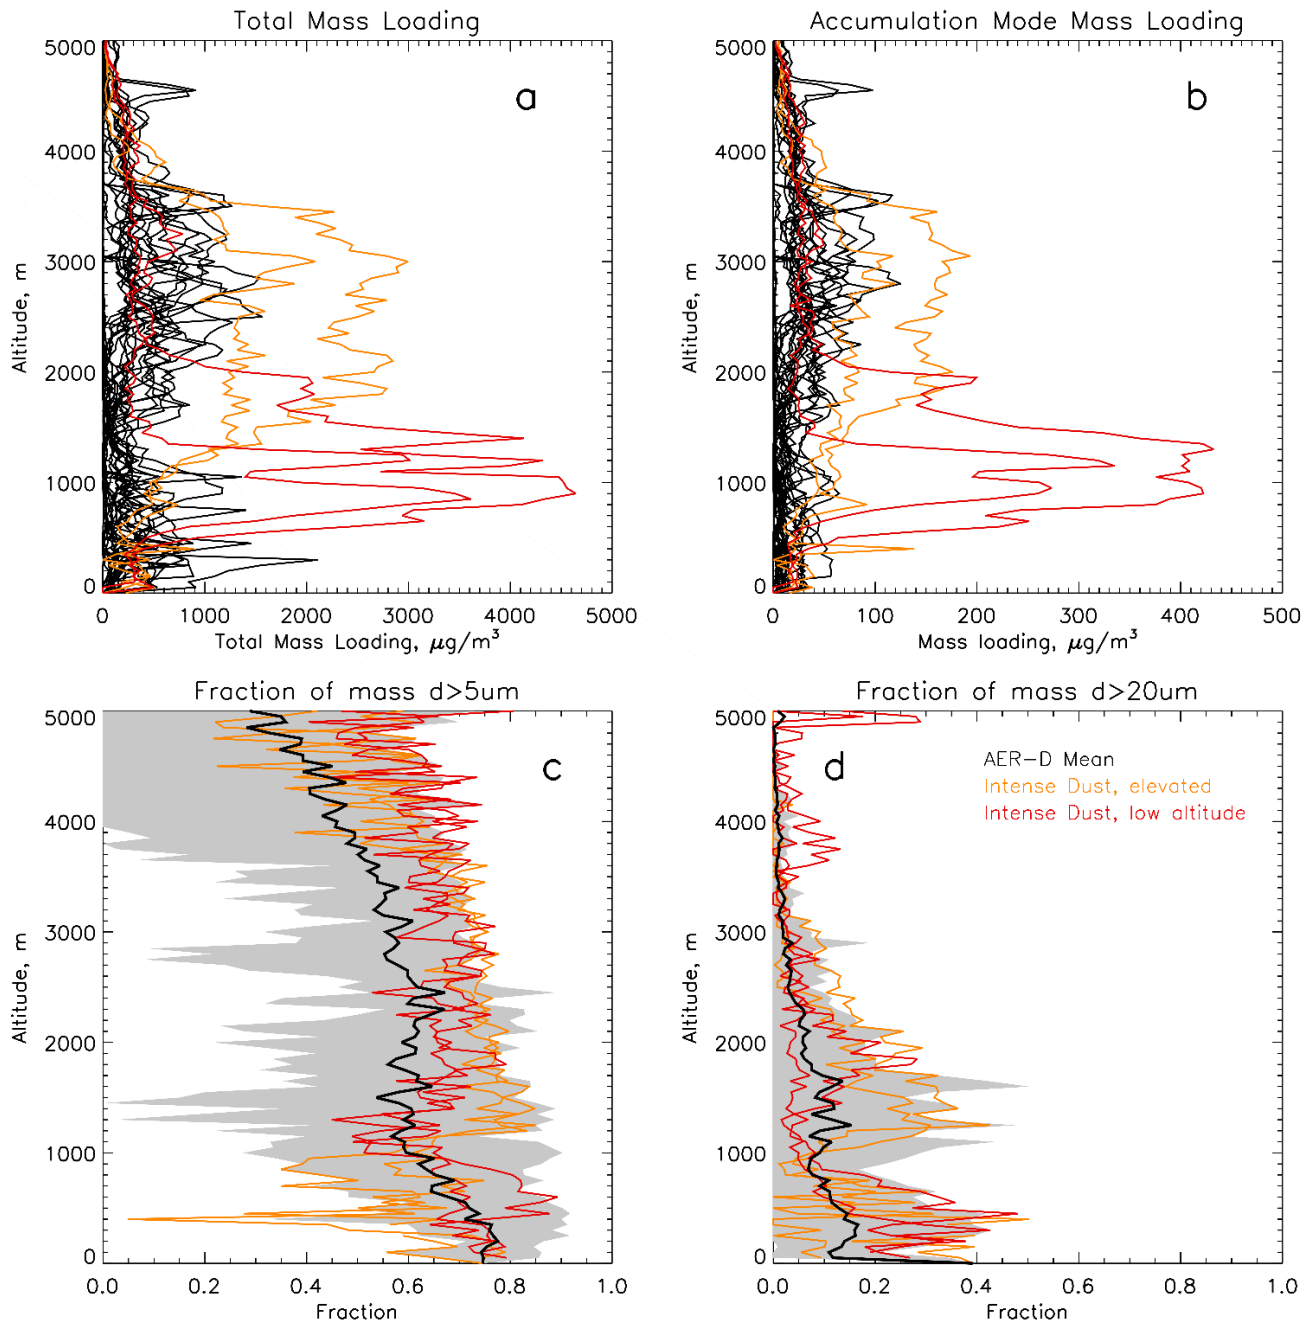 Total Mass Loading
a
5000
4000
3000
2000
1000
0
Altitude, m
0 1000 2000 3000 4000 5000
Total Mass Loading, μg/m³
Accumulation Mode Mass Loading
b
5000
4000
3000
2000
1000
0
Altitude, m
0 100 200 300 400 500
Mass loading, μg/m³
Fraction of mass d>5um
c
5000
4000
3000
2000
1000
0
Altitude, m
0.0 0.2 0.4 0.6 0.8 1.0
Fraction
Fraction of mass d>20um
d
AER-D Mean
Intense Dust, elevated
Intense Dust, low altitude
5000
4000
3000
2000
1000
0
Altitude, m
0.0 0.2 0.4 0.6 0.8 1.0
Fraction